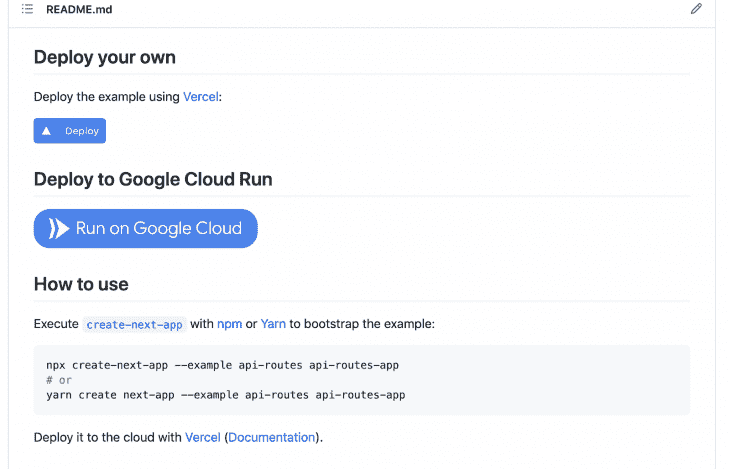 README.md
Deploy your own
Deploy the example using Vercel:
Deploy
Deploy to Google Cloud Run
Run on Google Cloud
How to use
Execute create-next-app with npm or Yarn to bootstrap the example:
npx create-next-app --example api-routes api-routes-app
# or
yarn create next-app --example api-routes api-routes-app
Deploy it to the cloud with Vercel (Documentation).